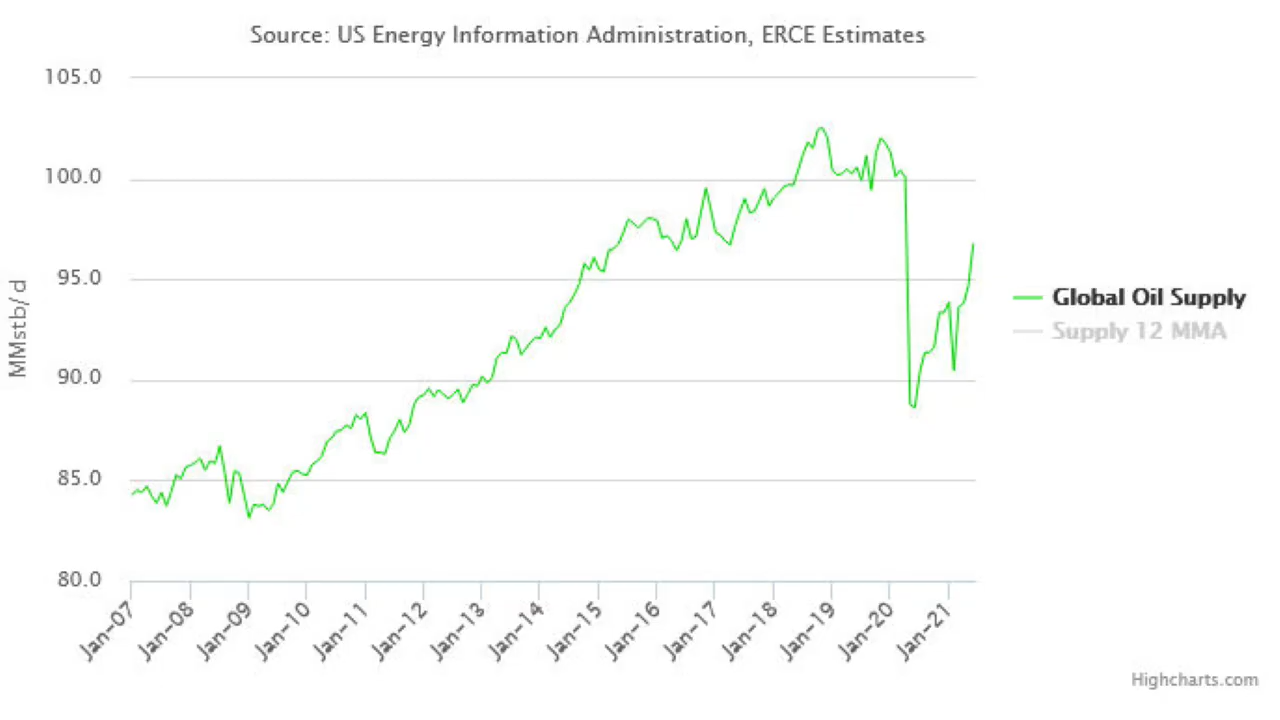 Source: US Energy Information Administration, ERCE Estimates
105.0
100.0
95.0
90.0
85.0
80.0
MMstb/d
Jan-07
Jan-08
Jan-09
Jan-10
Jan-11
Jan-12
Jan-13
Jan-14
Jan-15
Jan-16
Jan-17
Jan-18
Jan-19
Jan-20
Jan-21
Global Oil Supply
Supply 12 MMA
Highcharts.com